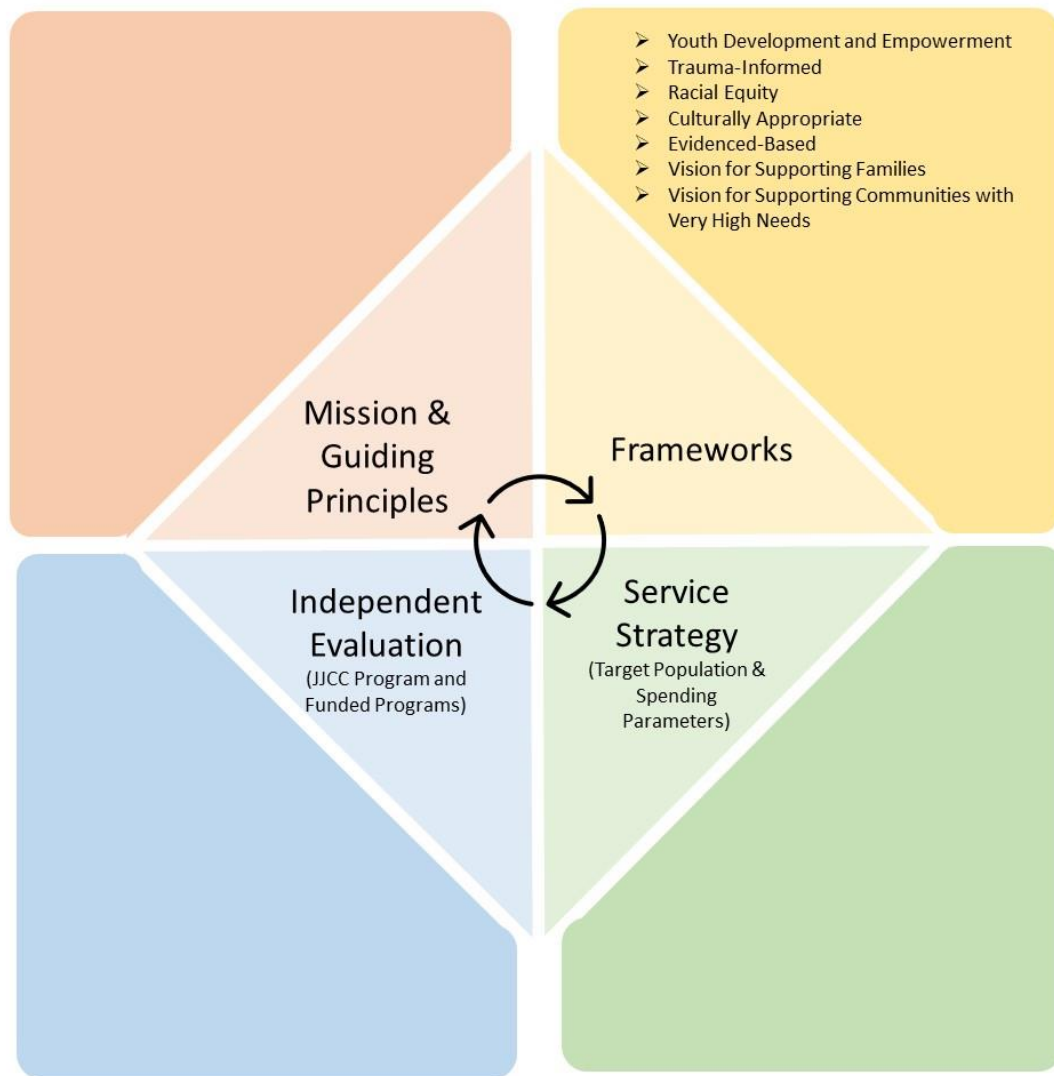 ➢ Youth Development and Empowerment
➢ Trauma-Informed
➢ Racial Equity
➢ Culturally Appropriate
➢ Evidenced-Based
➢ Vision for Supporting Families
➢ Vision for Supporting Communities with
Very High Needs
Mission &
Guiding
Principles
Frameworks
Independent
Evaluation
(JJCC Program and
Funded Programs)
Service
Strategy
(Target Population &
Spending
Parameters)